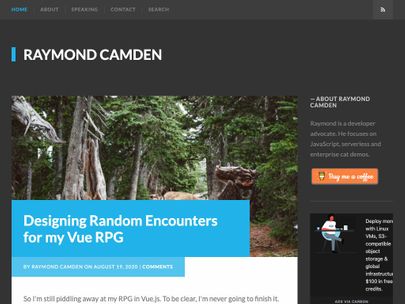 HOME
ABOUT
SPEAKING
CONTACT
SEARCH
RAYMOND CAMDEN
Designing Random Encounters
for my Vue RPG
BY RAYMOND CAMDEN ON AUGUST 19, 2020 | COMMENTS
So I'm still piddling away at my RPG in Vue.js. To be clear, I'm never going to finish it.
— ABOUT RAYMOND
CAMDEN
Raymond is a developer
advocate. He focuses on
JavaScript, serverless and
enterprise cat demos.
Buy me a coffee
Deploy more
with Linux
VMs, S3-
compatible
object
storage &
global
infrastructure.
$100 in free
credits.
ADS VIA CARBON